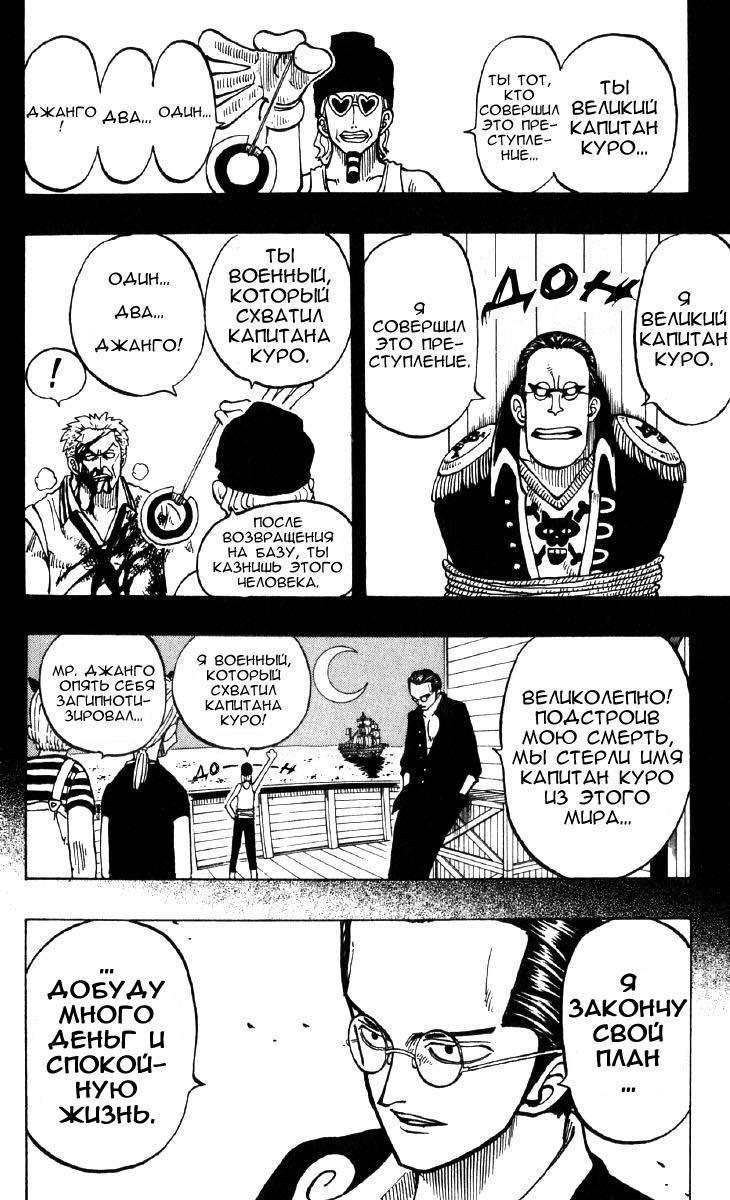 ТЫ
ВЕЛИКИЙ
КАПИТАН
КУРО...
ТЫ ТОТ,
КТО
СОВЕРШИЛ
ЭТО ПРЕ-
СТУПЛЕ-
НИЕ...
ОДИН...
ДВА...
ДЖАНГО
!
Я
ВЕЛИКИЙ
КАПИТАН
КУРО.
ДОН
Я
СОВЕРШИЛ
ЭТО ПРЕ-
СТУПЛЕНИЕ.
ТЫ
ВОЕННЫЙ,
КОТОРЫЙ
СХВАТИЛ
КАПИТАНА
КУРО.
ОДИН...
ДВА...
ДЖАНГО!
!
ПОСЛЕ
ВОЗВРАЩЕНИЯ
НА БАЗУ, ТЫ
КАЗНИШЬ ЭТОГО
ЧЕЛОВЕКА.
ВЕЛИКОЛЕПНО!
ПОДСТРОИВ
МОЮ СМЕРТЬ,
МЫ СТЕРЛИ ИМЯ
КАПИТАН КУРО
ИЗ ЭТОГО
МИРА...
Я ВОЕННЫЙ,
КОТОРЫЙ
СХВАТИЛ
КАПИТАНА
КУРО!
ДО--Н
МР. ДЖАНГО
ОПЯТЬ СЕБЯ
ЗАГИПНОТИ-
ЗИРОВАЛ...
Я
ЗАКОНЧУ
СВОЙ
ПЛАН
...
...
ДОБУДУ
МНОГО
ДЕНЬГ И
СПОКОЙ-
НУЮ
ЖИЗНЬ.